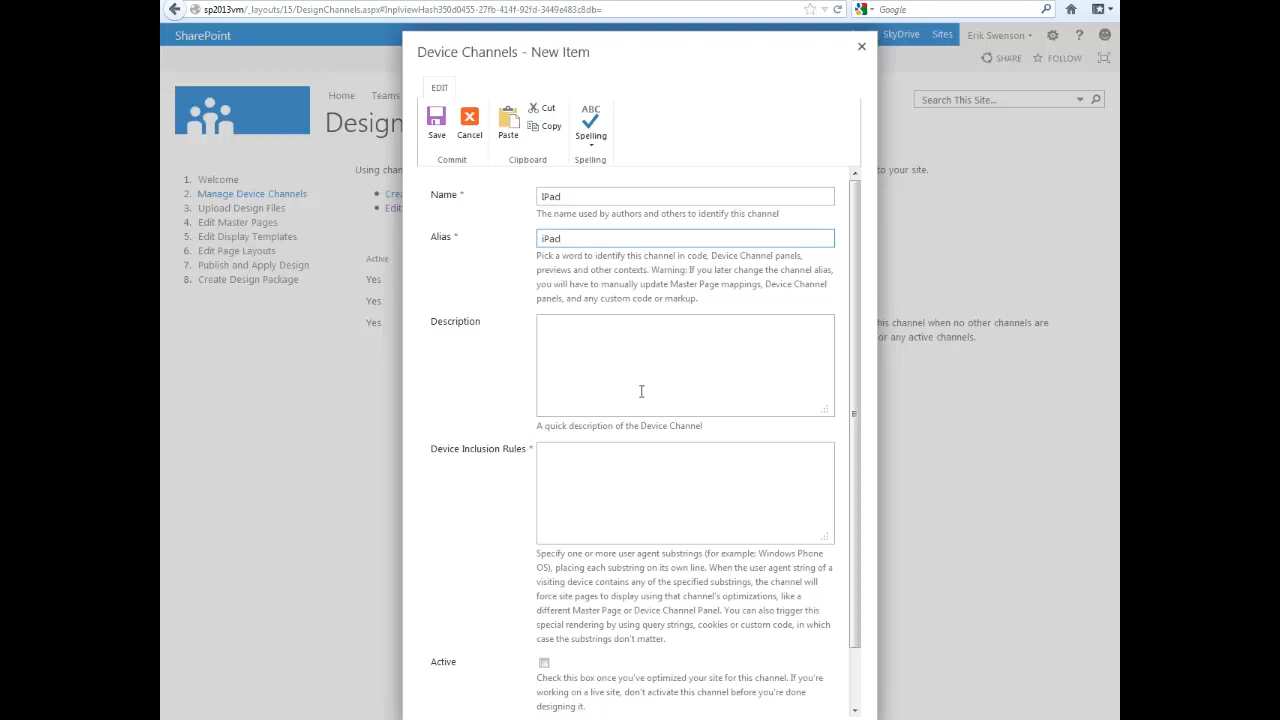 sp2013vm/_layouts/15/DesignChannels.aspx#InplviewHash350d0455-27fb-414f-92fd-3449e483c8db=
Google
SharePoint
SkyDrive Sites Erik Swenson
SHARE FOLLOW
Device Channels - New Item
EDIT
Save Cancel Paste Cut Copy ABC Spelling
Commit Clipboard Spelling
Home Teams
Design
Search This Site...
1. Welcome
2. Manage Device Channels
3. Upload Design Files
4. Edit Master Pages
5. Edit Display Templates
6. Edit Page Layouts
7. Publish and Apply Design
8. Create Design Package
Using chan
to your site.
Cre
Edit
Active
Yes
Yes
Yes
this channel when no other channels are
or any active channels.
Name * IPad
The name used by authors and others to identify this channel
Alias * iPad
Pick a word to identify this channel in code, Device Channel panels,
previews and other contexts. Warning: If you later change the channel alias,
you will have to manually update Master Page mappings, Device Channel
panels, and any custom code or markup.
Description
A quick description of the Device Channel
Device Inclusion Rules *
Specify one or more user agent substrings (for example: Windows Phone
OS), placing each substring on its own line. When the user agent string of a
visiting device contains any of the specified substrings, the channel will
force site pages to display using that channel's optimizations, like a
different Master Page or Device Channel Panel. You can also trigger this
special rendering by using query strings, cookies or custom code, in which
case the substrings don't matter.
Active
Check this box once you've optimized your site for this channel. If you're
working on a live site, don't activate this channel before you're done
designing it.